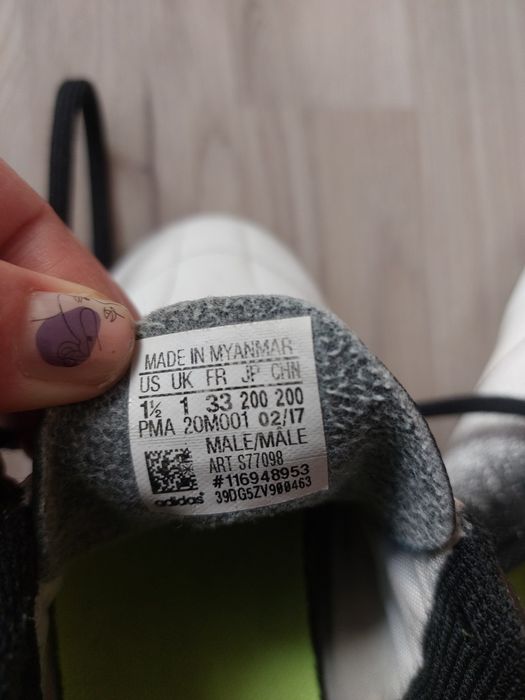 MADE IN MYANMAR
US UK FR JP CHN
1½ 1 33 200 200
PMA 20M001 02/17
MALE/MALE
ART S77098
#116948953
adidas 39DG5ZV900463